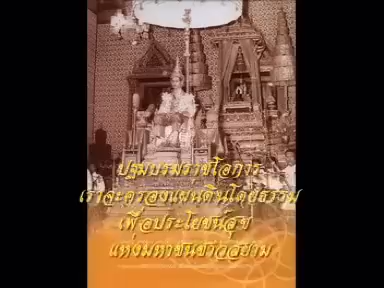 ปฐมบรมราชโองการ
เราจะครองแผ่นดินโดยธรรม
เพื่อประโยชน์สุข
แห่งมหาชนชาวสยาม